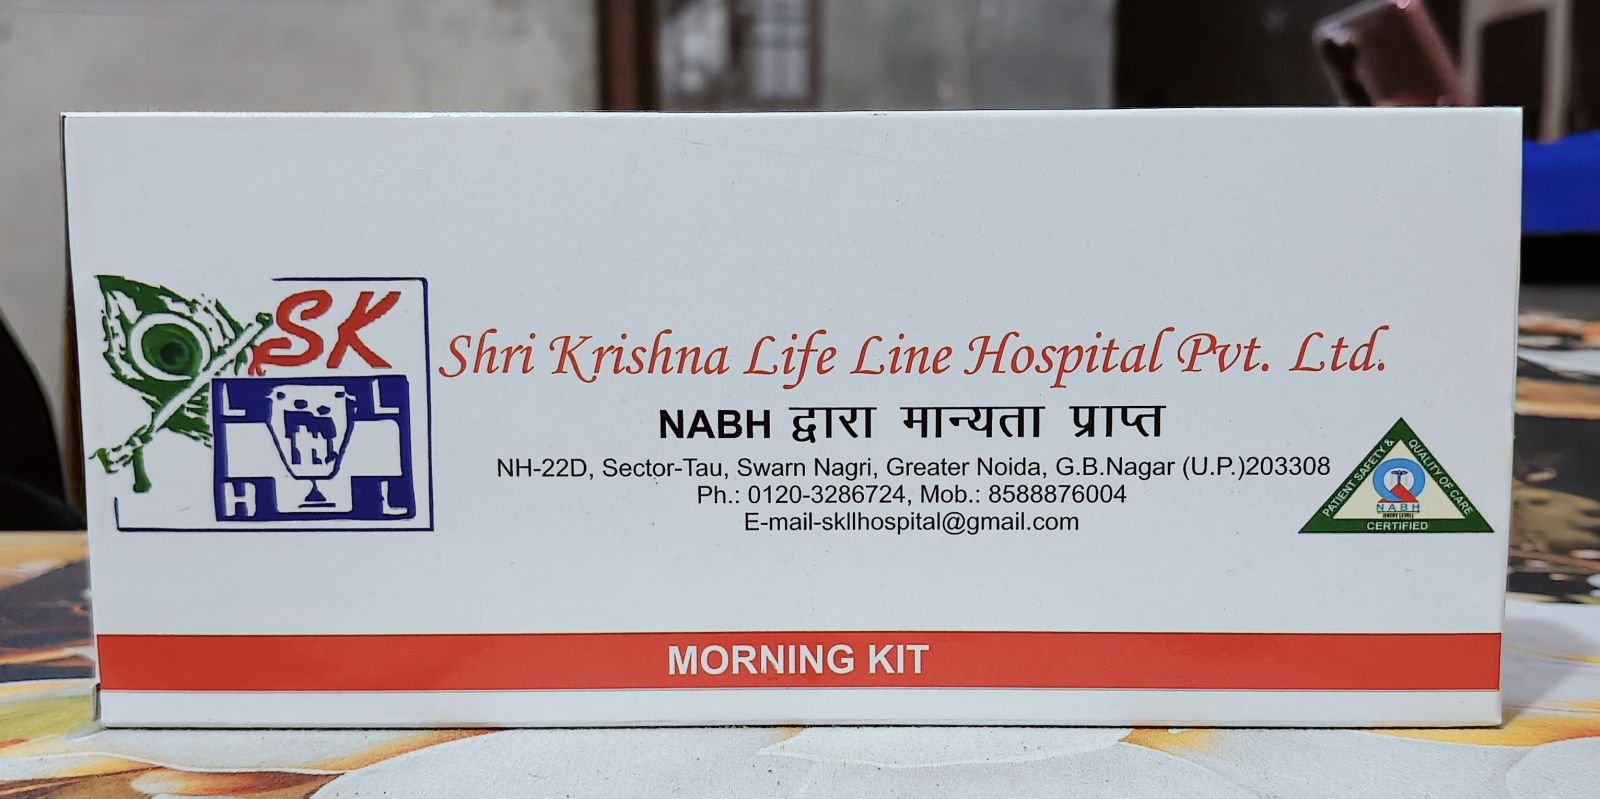 SK
L L
H L
Shri Krishna Life Line Hospital Pvt. Ltd.
NABH द्वारा मान्यता प्राप्त
NH-22D, Sector-Tau, Swarn Nagri, Greater Noida, G.B.Nagar (U.P.)203308
Ph.: 0120-3286724, Mob.: 8588876004
E-mail-skllhospital@gmail.com
PATIENT SAFETY & QUALITY OF CARE
NABH
(ENTRY LEVEL)
CERTIFIED
MORNING KIT